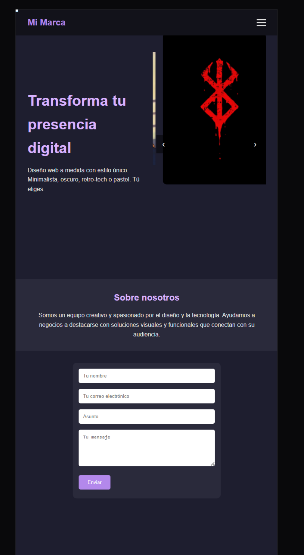 Mi Marca
Transforma tu
presencia
digital
Diseño web a medida con estilo único.
Minimalista, oscuro, retro-tech o pastel. Tú
eliges.
‹ ›
Sobre nosotros
Somos un equipo creativo y apasionado por el diseño y la tecnología. Ayudamos a
negocios a destacarse con soluciones visuales y funcionales que conectan con su
audiencia.
Tu nombre
Tu correo electrónico
Asunto
Tu mensaje
Enviar